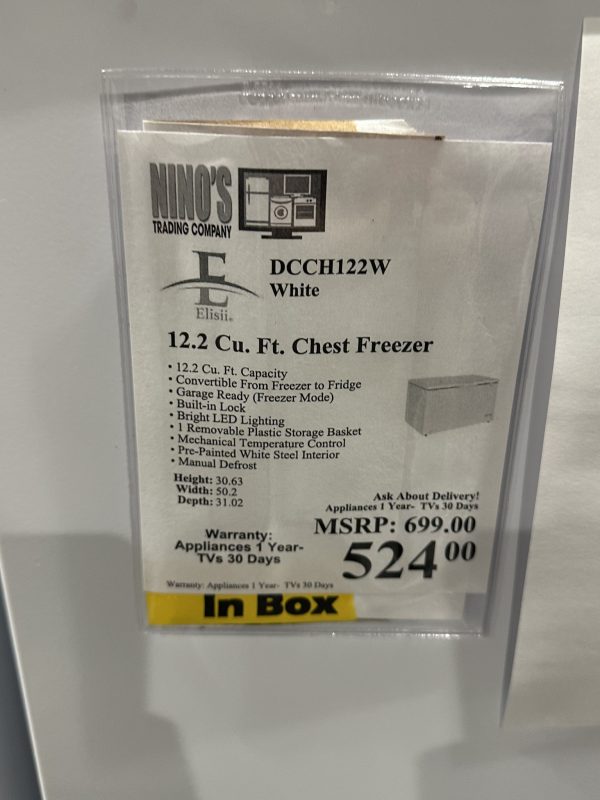 NINO'S
TRADING COMPANY
E
Elisii®
DCCH122W
White
12.2 Cu. Ft. Chest Freezer
• 12.2 Cu. Ft. Capacity
• Convertible From Freezer to Fridge
• Garage Ready (Freezer Mode)
• Built-in Lock
• Bright LED Lighting
• 1 Removable Plastic Storage Basket
• Mechanical Temperature Control
• Pre-Painted White Steel Interior
• Manual Defrost
Height: 30.63
Width: 50.2
Depth: 31.02
Ask About Delivery!
Appliances 1 Year- TVs 30 Days
MSRP: 699.00
524 00
Warranty:
Appliances 1 Year-
TVs 30 Days
Warranty: Appliances 1 Year- TVs 30 Days
In Box